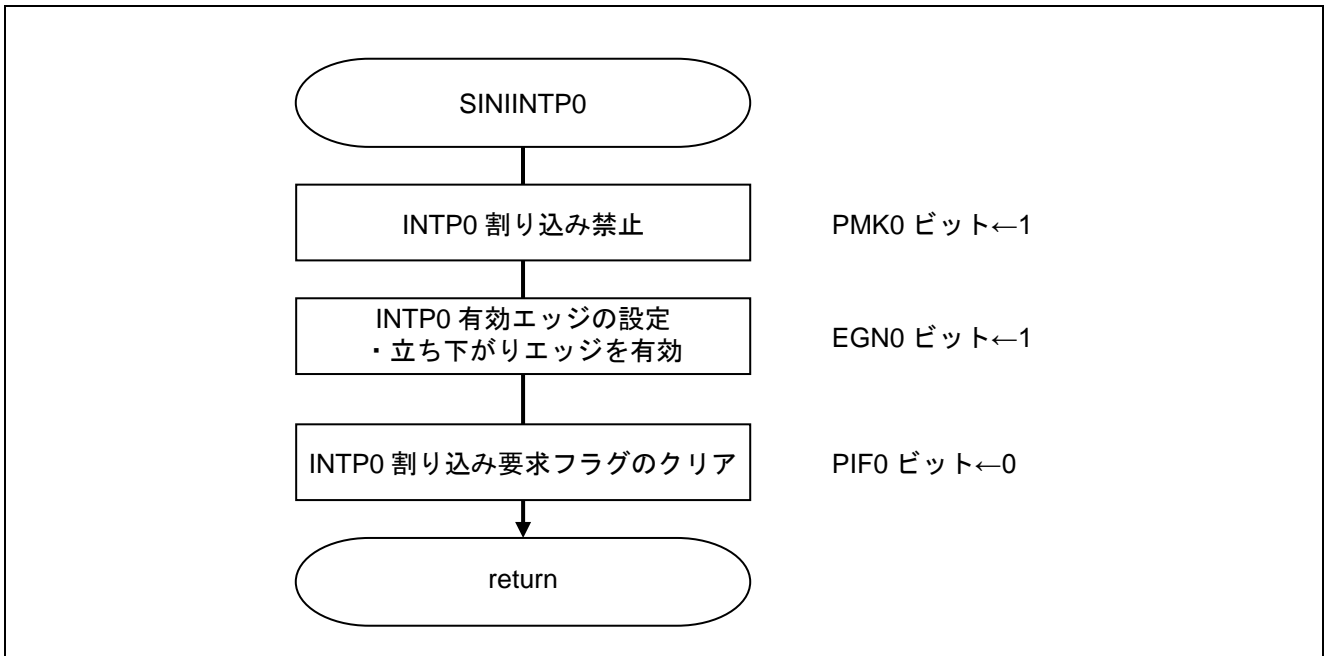 SINIINTP0
INTP0 割り込み禁止
PMK0 ビット←1
INTP0 有効エッジの設定
・立ち下がりエッジを有効
EGN0 ビット←1
INTP0 割り込み要求フラグのクリア
PIF0 ビット←0
return